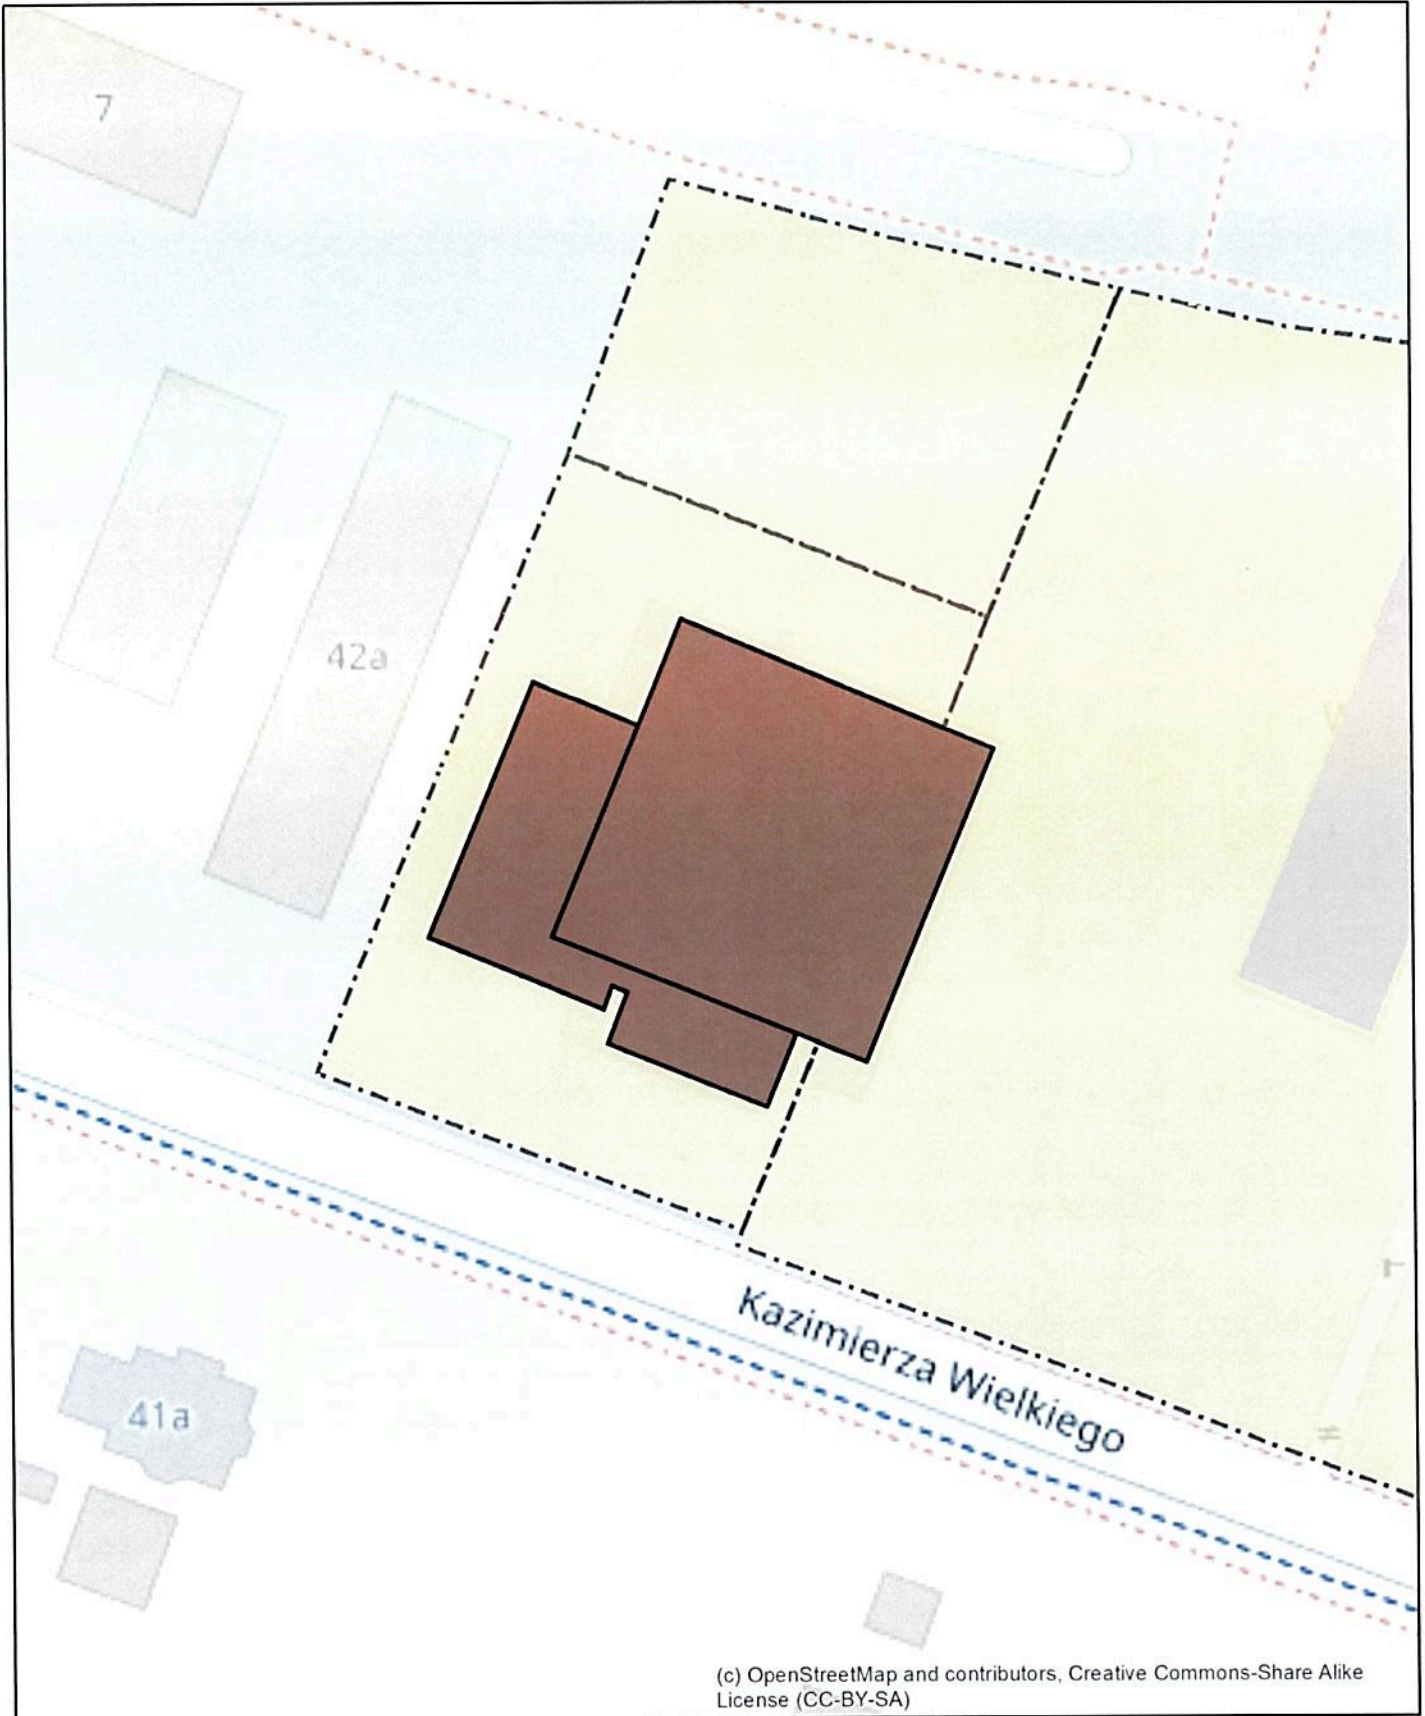 7
42a
Kazimierza Wielkiego
41a
(c) OpenStreetMap and contributors, Creative Commons-Share Alike
License (CC-BY-SA)